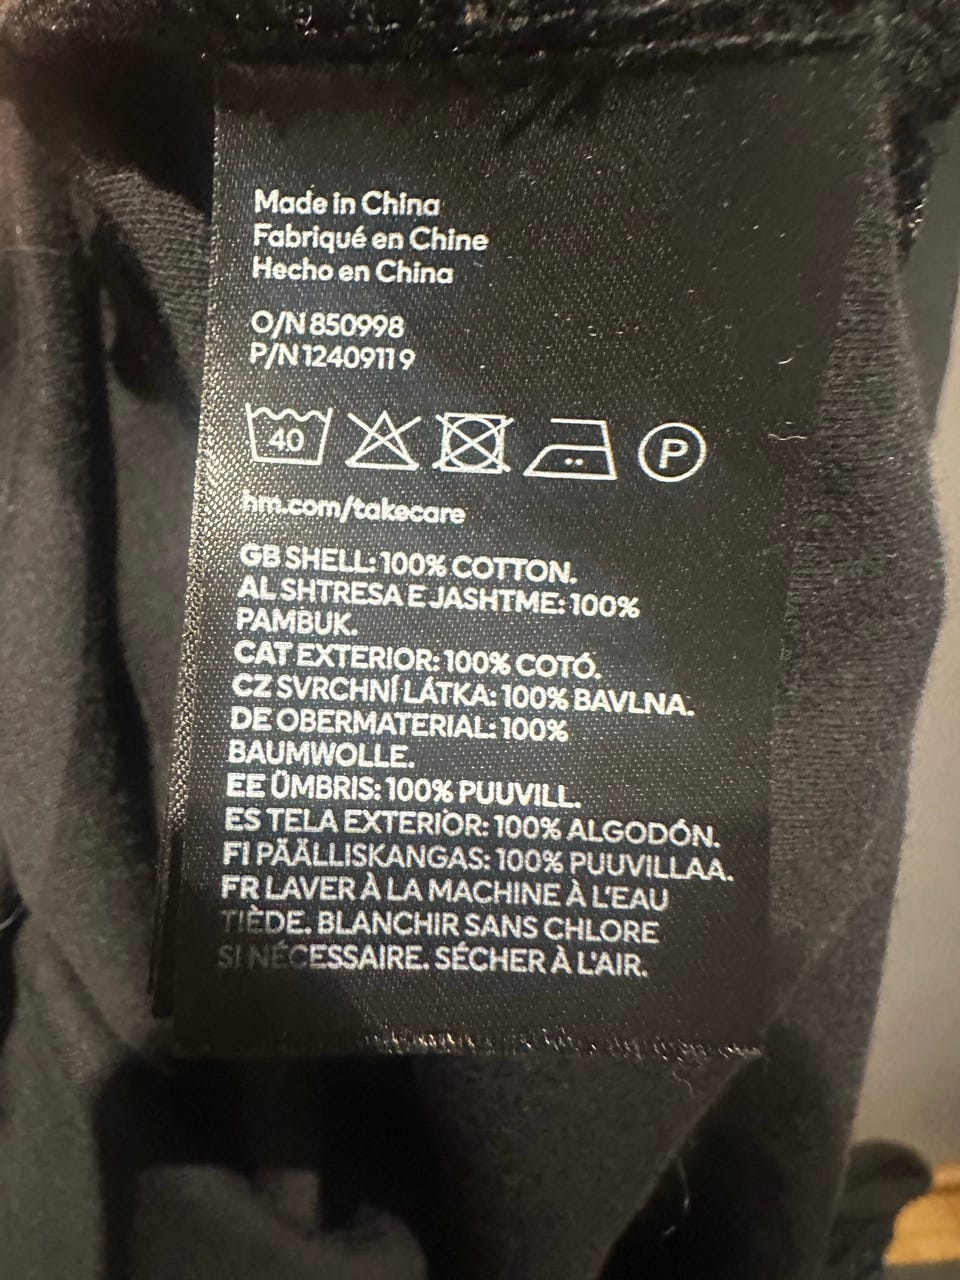 Made in China
Fabriqué en Chine
Hecho en China
O/N 850998
P/N 12409119
40
P
hm.com/takecare
GB SHELL: 100% COTTON.
AL SHTRESA E JASHTME: 100%
PAMBUK.
CAT EXTERIOR: 100% COTÓ.
CZ SVRCHNÍ LÁTKA: 100% BAVLNA.
DE OBERMATERIAL: 100%
BAUMWOLLE.
EE ÜMBRIS: 100% PUUVILL.
ES TELA EXTERIOR: 100% ALGODÓN.
FI PÄÄLLISKANGAS: 100% PUUVILLAA.
FR LAVER À LA MACHINE À L'EAU
TIÈDE. BLANCHIR SANS CHLORE
SI NÉCESSAIRE. SÉCHER À L'AIR.